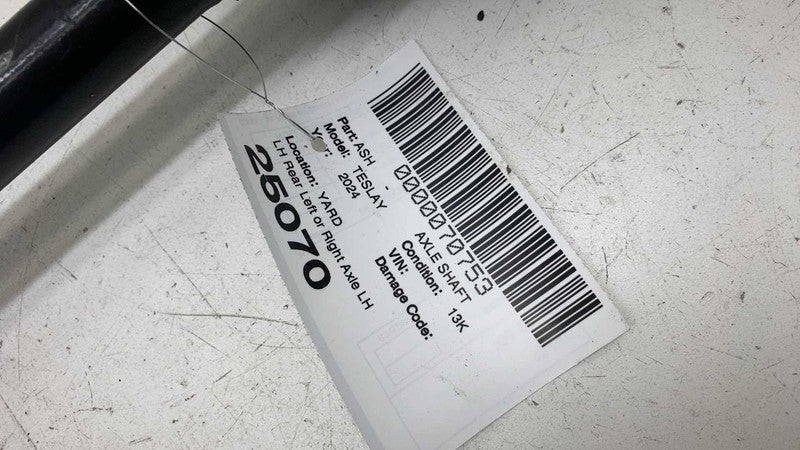 0000070753
Part: ASH - AXLE SHAFT
Model: TESLAY Condition: 13K
Year: 2024 VIN:
Damage Code:
Location: YARD
LH Rear Left or Right Axle LH
25070